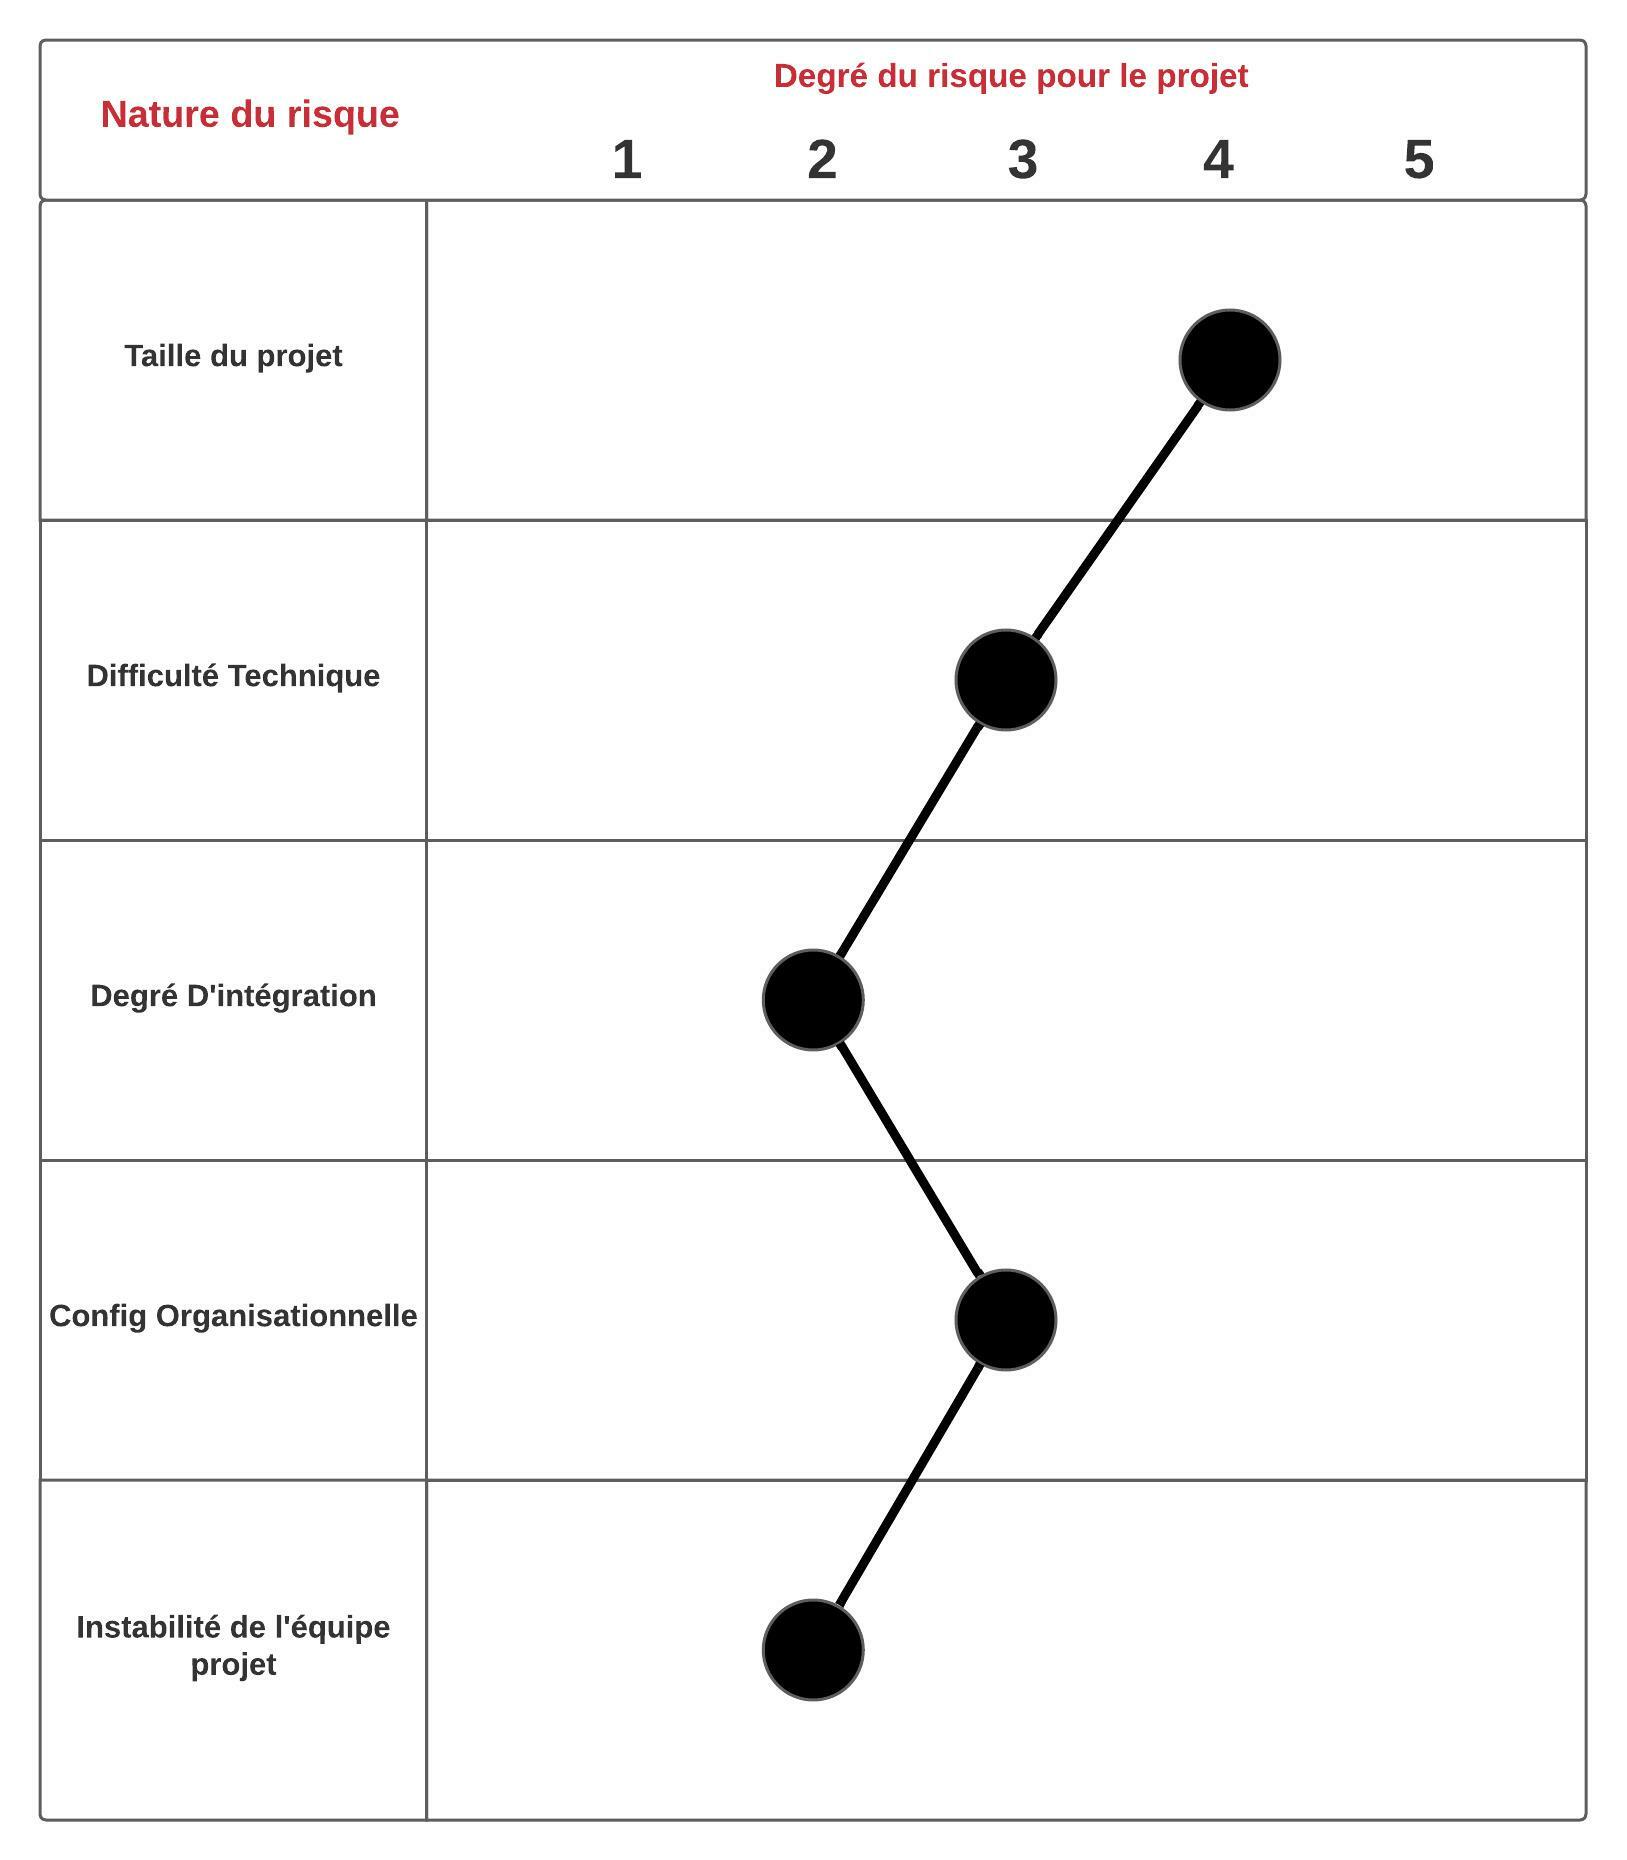 Degré du risque pour le projet
Nature du risque
1 2 3 4 5
Taille du projet
Difficulté Technique
Degré D'intégration
Config Organisationnelle
Instabilité de l'équipe
projet